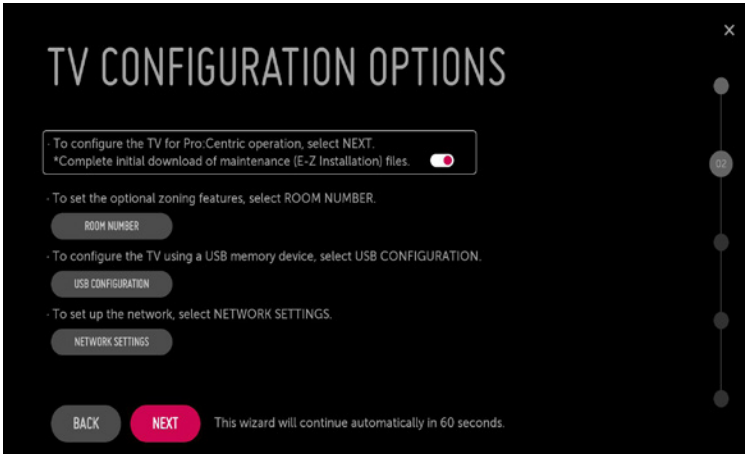 TV CONFIGURATION OPTIONS
· To configure the TV for Pro:Centric operation, select NEXT.
*Complete initial download of maintenance (E-Z Installation) files.
02
· To set the optional zoning features, select ROOM NUMBER.
ROOM NUMBER
· To configure the TV using a USB memory device, select USB CONFIGURATION.
USB CONFIGURATION
· To set up the network, select NETWORK SETTINGS.
NETWORK SETTINGS
BACK NEXT This wizard will continue automatically in 60 seconds.